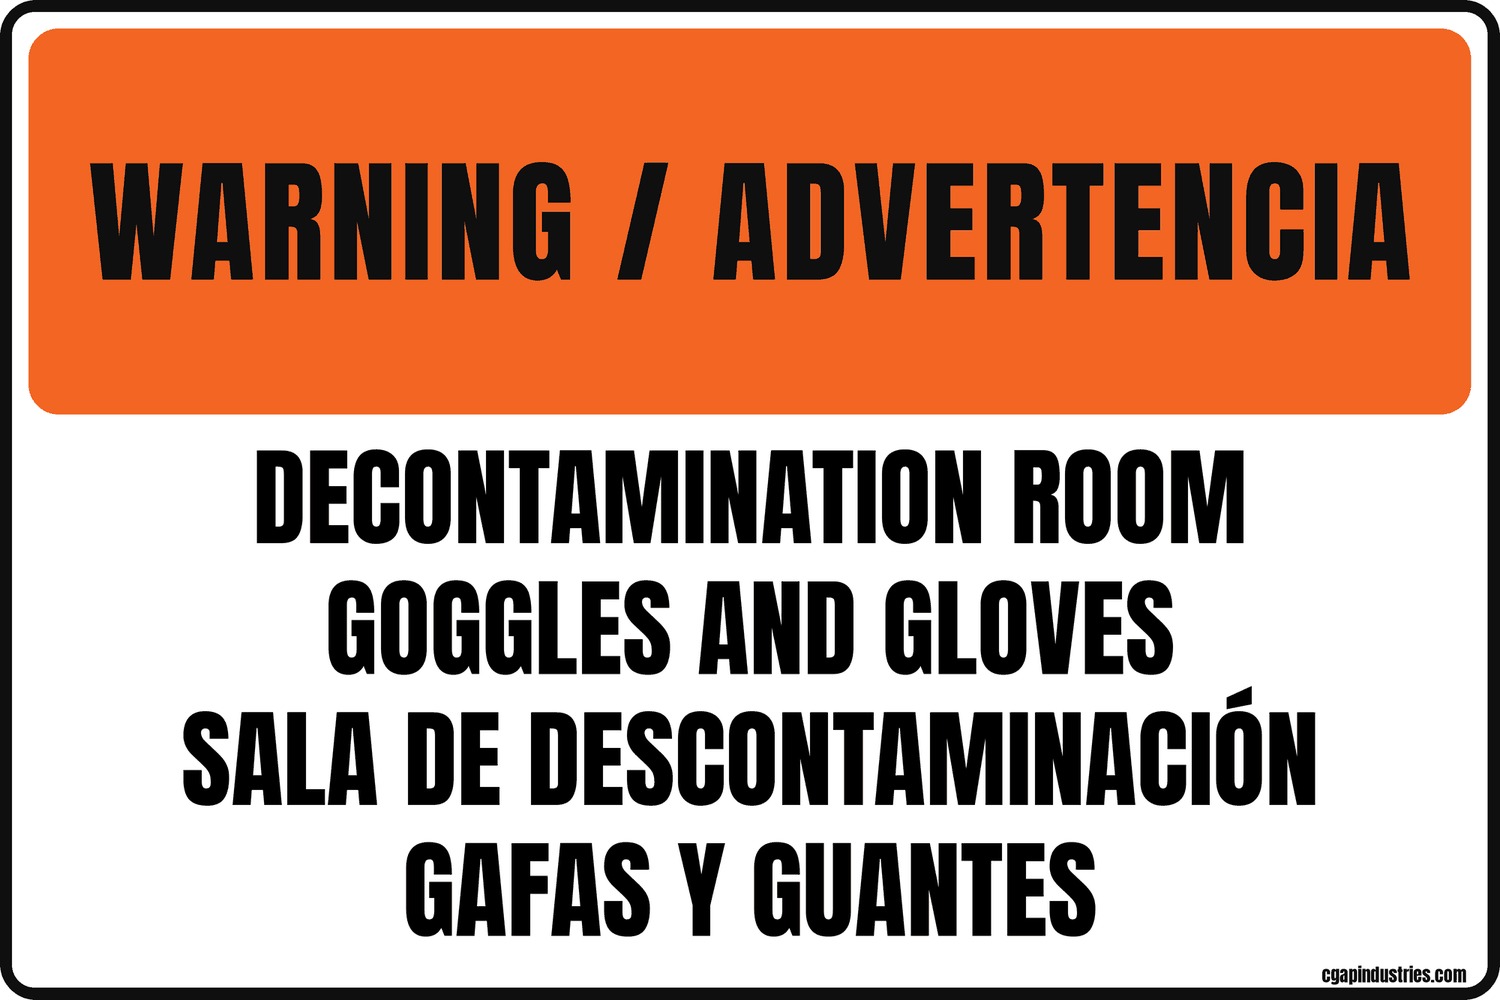 WARNING / ADVERTENCIA
DECONTAMINATION ROOM
GOGGLES AND GLOVES
SALA DE DESCONTAMINACIÓN
GAFAS Y GUANTES
cgapindustries.com